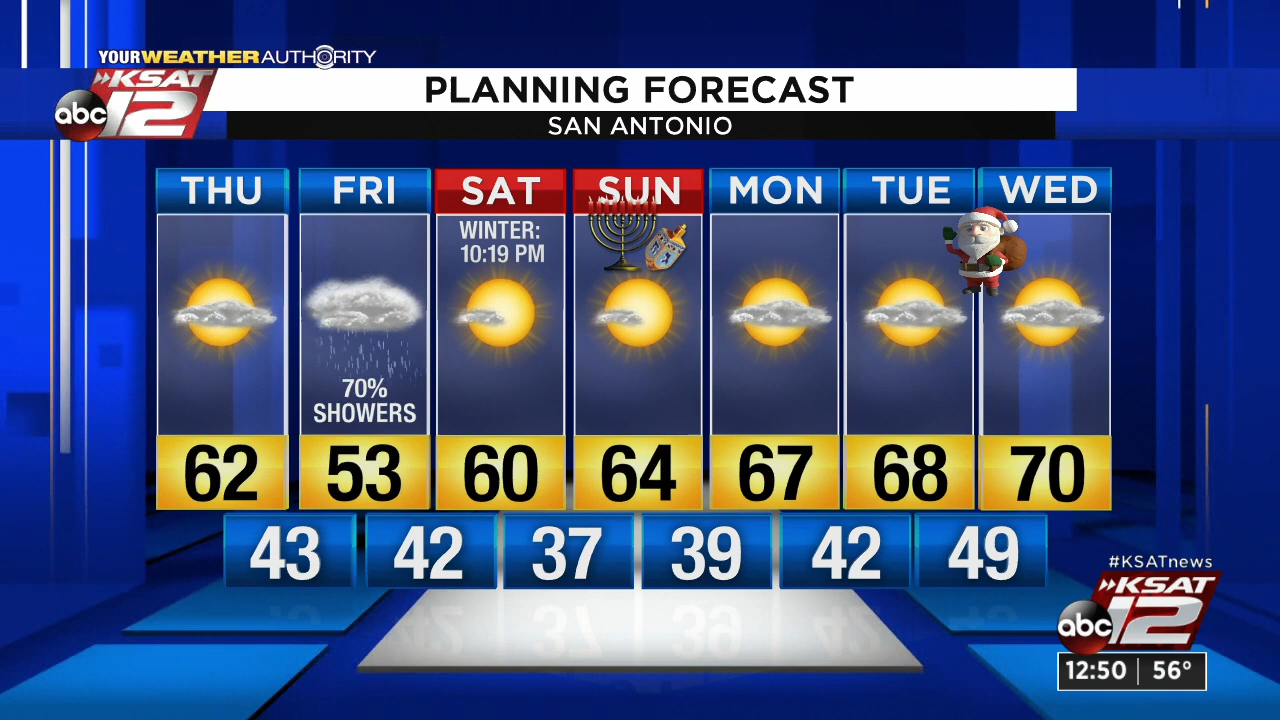 YOURWEATHERAUTHORITY
KSAT
abc 12
PLANNING FORECAST
SAN ANTONIO
THU FRI SAT SUN MON TUE WED
WINTER:
10:19 PM
70%
SHOWERS
62 53 60 64 67 68 70
43 42 37 39 42 49
#KSATnews
KSAT
abc 12
12:50 56°